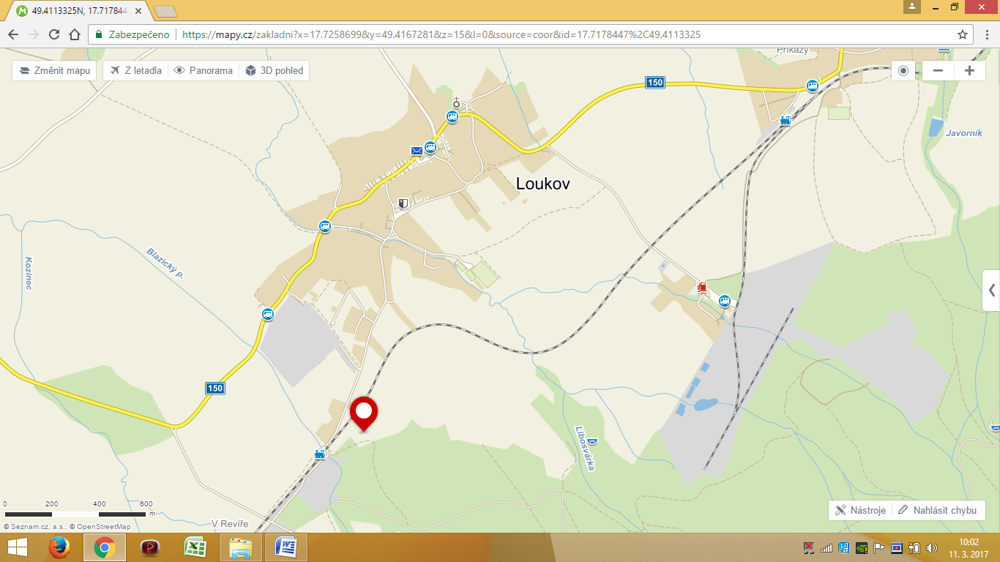 49.4113325N, 17.717844
Zabezpečeno
https://mapy.cz/zakladni?x=17.7258699&y=49.4167281&z=15&l=0&source=coor&id=17.7178447%2C49.4113325
Změnit mapu
Z letadla
Panorama
3D pohled
Příkazy
150
Javorník
Loukov
Blazický p.
Kozinec
150
Libosvárka
0 200 400 600 m
V Revíře
Nástroje
Nahlásit chybu
© Seznam.cz, a.s., © OpenStreetMap
10:02
11. 3. 2017